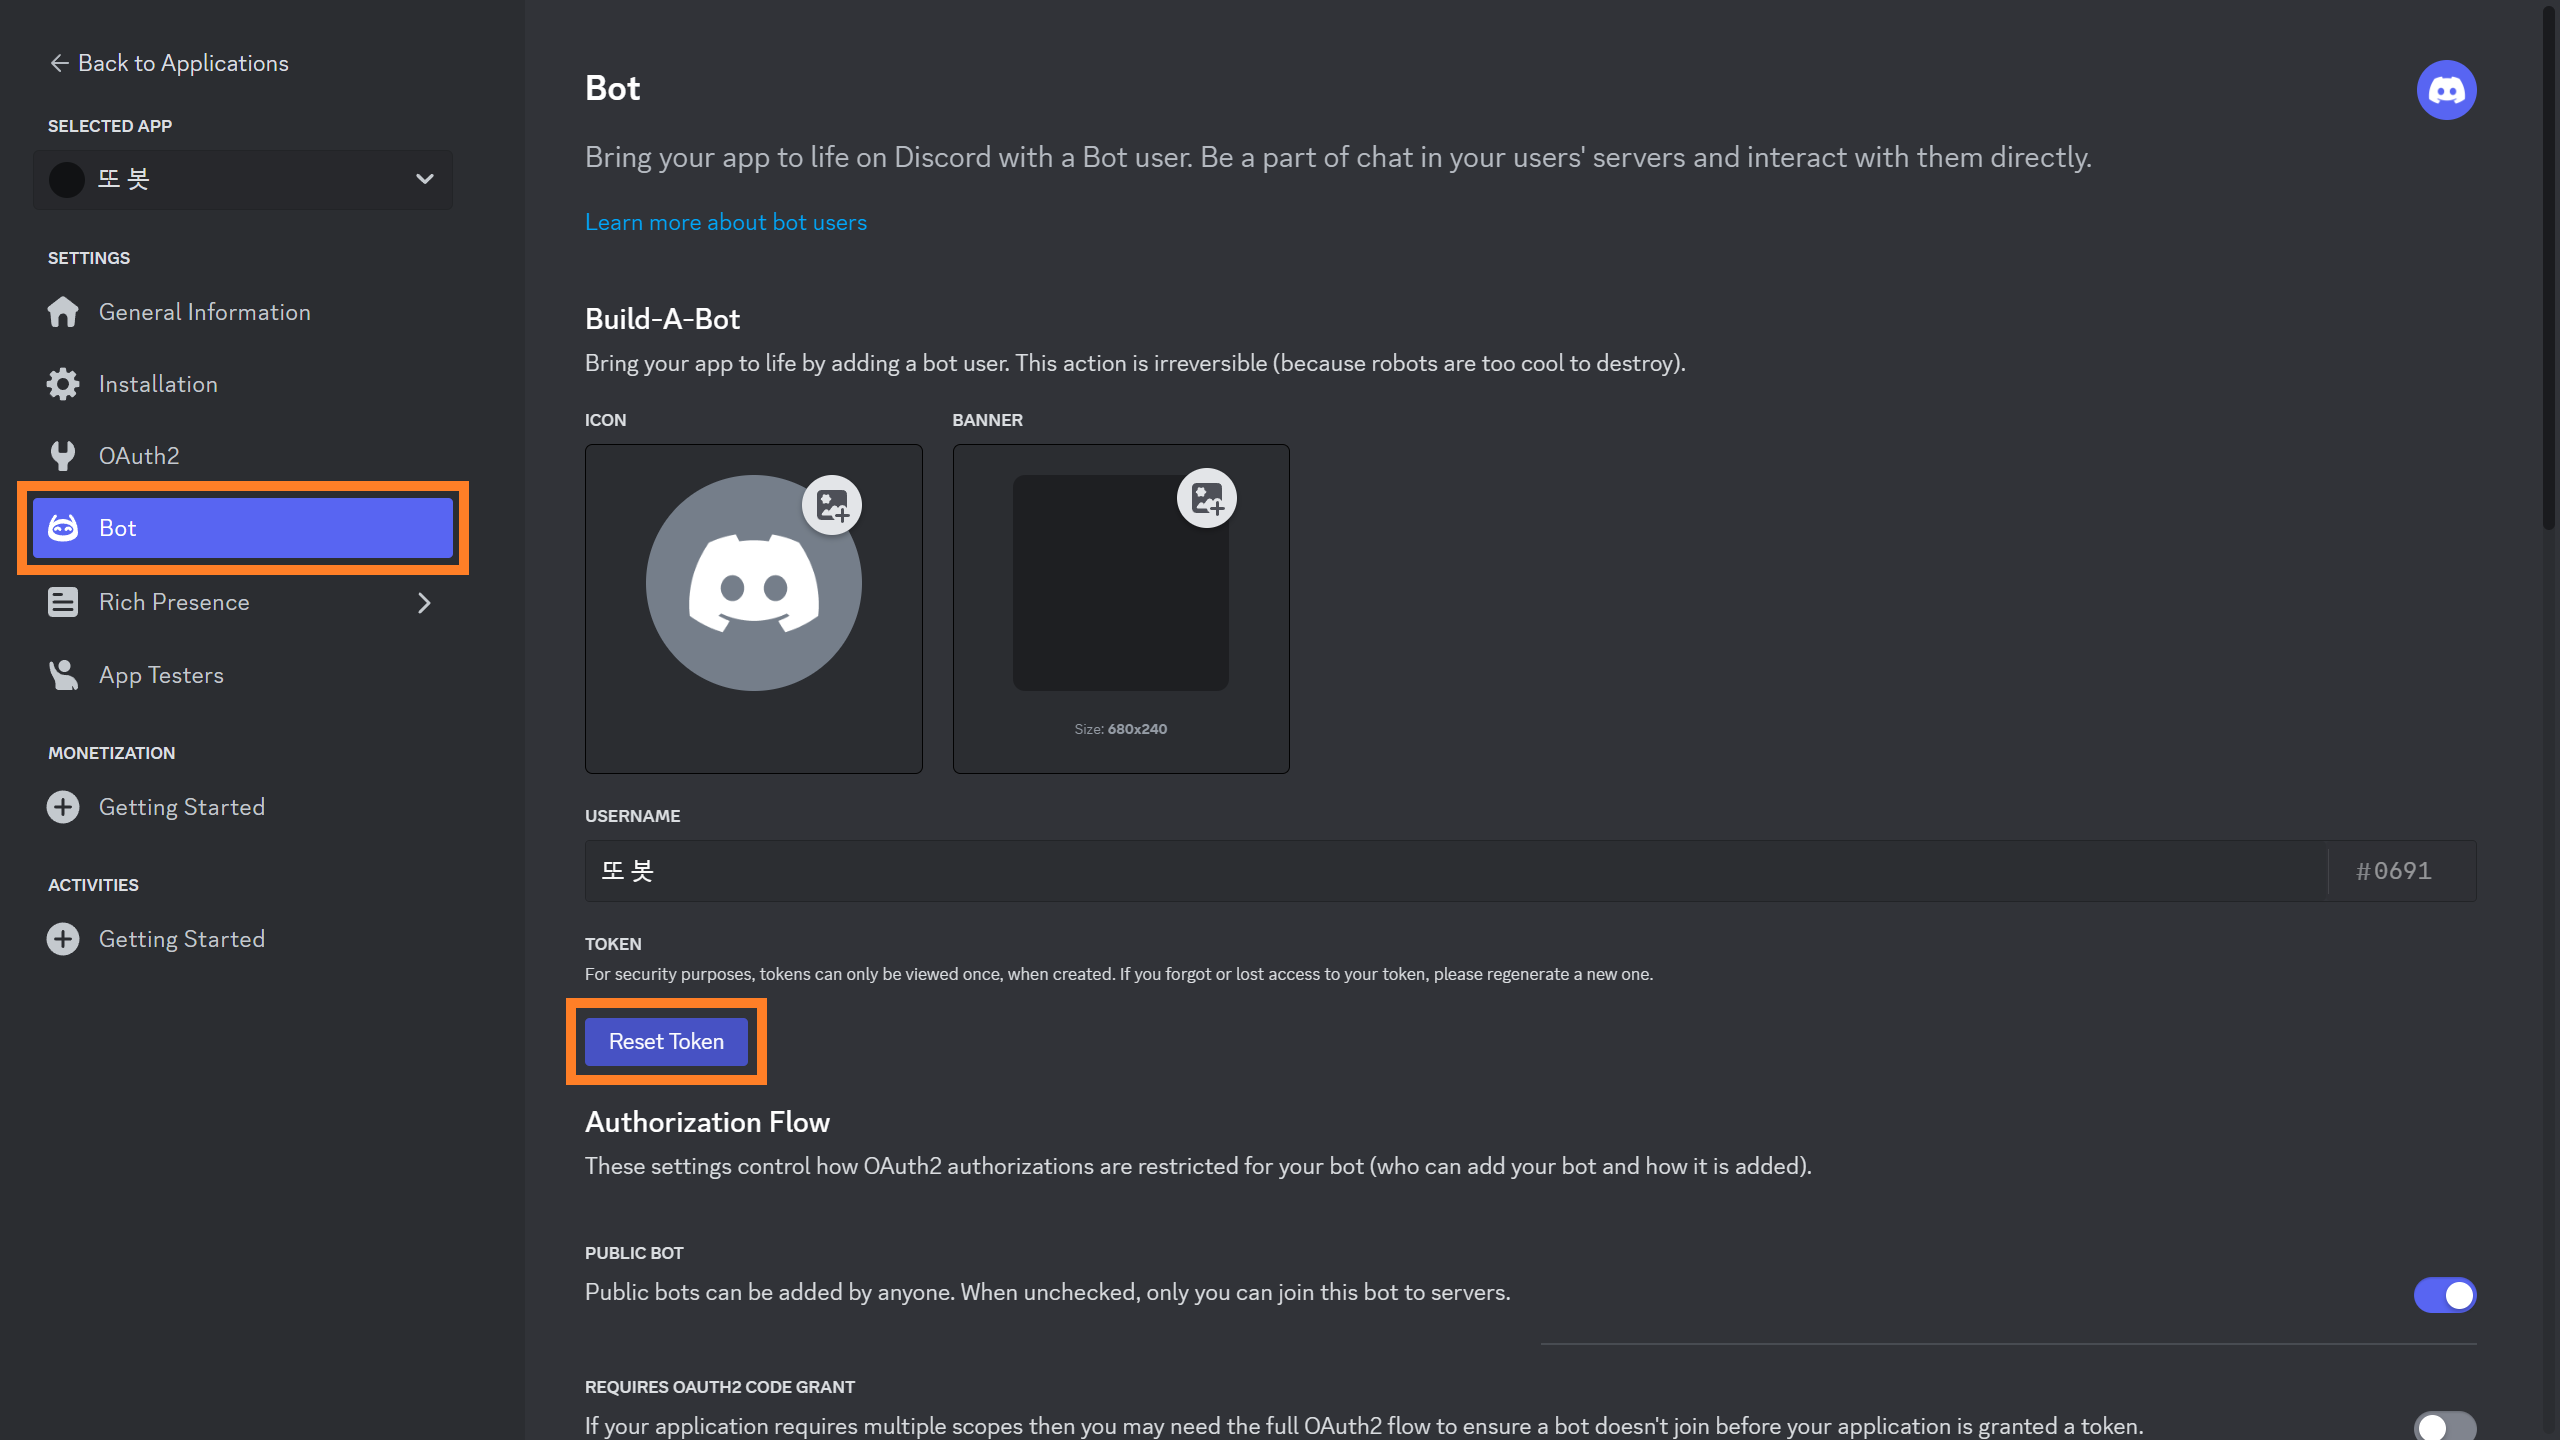 Back to Applications
SELECTED APP
또 봇
SETTINGS
General Information
Installation
OAuth2
Bot
Rich Presence
App Testers
MONETIZATION
Getting Started
ACTIVITIES
Getting Started
Bot
Bring your app to life on Discord with a Bot user. Be a part of chat in your users' servers and interact with them directly.
Learn more about bot users
Build-A-Bot
Bring your app to life by adding a bot user. This action is irreversible (because robots are too cool to destroy).
ICON
BANNER
Size: 680x240
USERNAME
또 봇
#0691
TOKEN
For security purposes, tokens can only be viewed once, when created. If you forgot or lost access to your token, please regenerate a new one.
Reset Token
Authorization Flow
These settings control how OAuth2 authorizations are restricted for your bot (who can add your bot and how it is added).
PUBLIC BOT
Public bots can be added by anyone. When unchecked, only you can join this bot to servers.
REQUIRES OAUTH2 CODE GRANT
If your application requires multiple scopes then you may need the full OAuth2 flow to ensure a bot doesn't join before your application is granted a token.